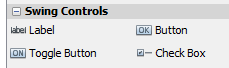 Swing Controls
label Label
OK Button
ON Toggle Button
Check Box